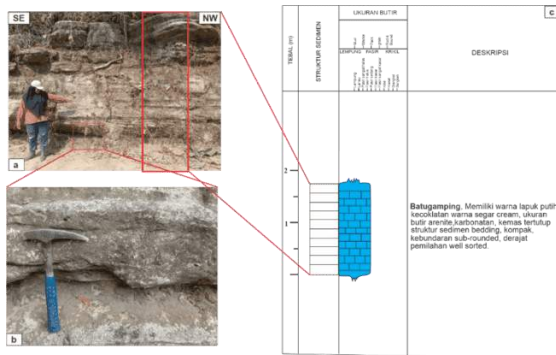 SE
NW
a
b
c
UKURAN BUTIR
TEBAL (m)
STRUKTUR SEDIMEN
LEMPUNG PASIR KRIKIL
DESKRIPSI
2
1
Batugamping. Memiliki warna lapuk putih
kecoklatan warna segar cream, ukuran
butir arenite,karbonatan, kemas tertutup
struktur sedimen bedding, kompak,
kebundaran sub-rounded, derajat
pemilahan well sorted.